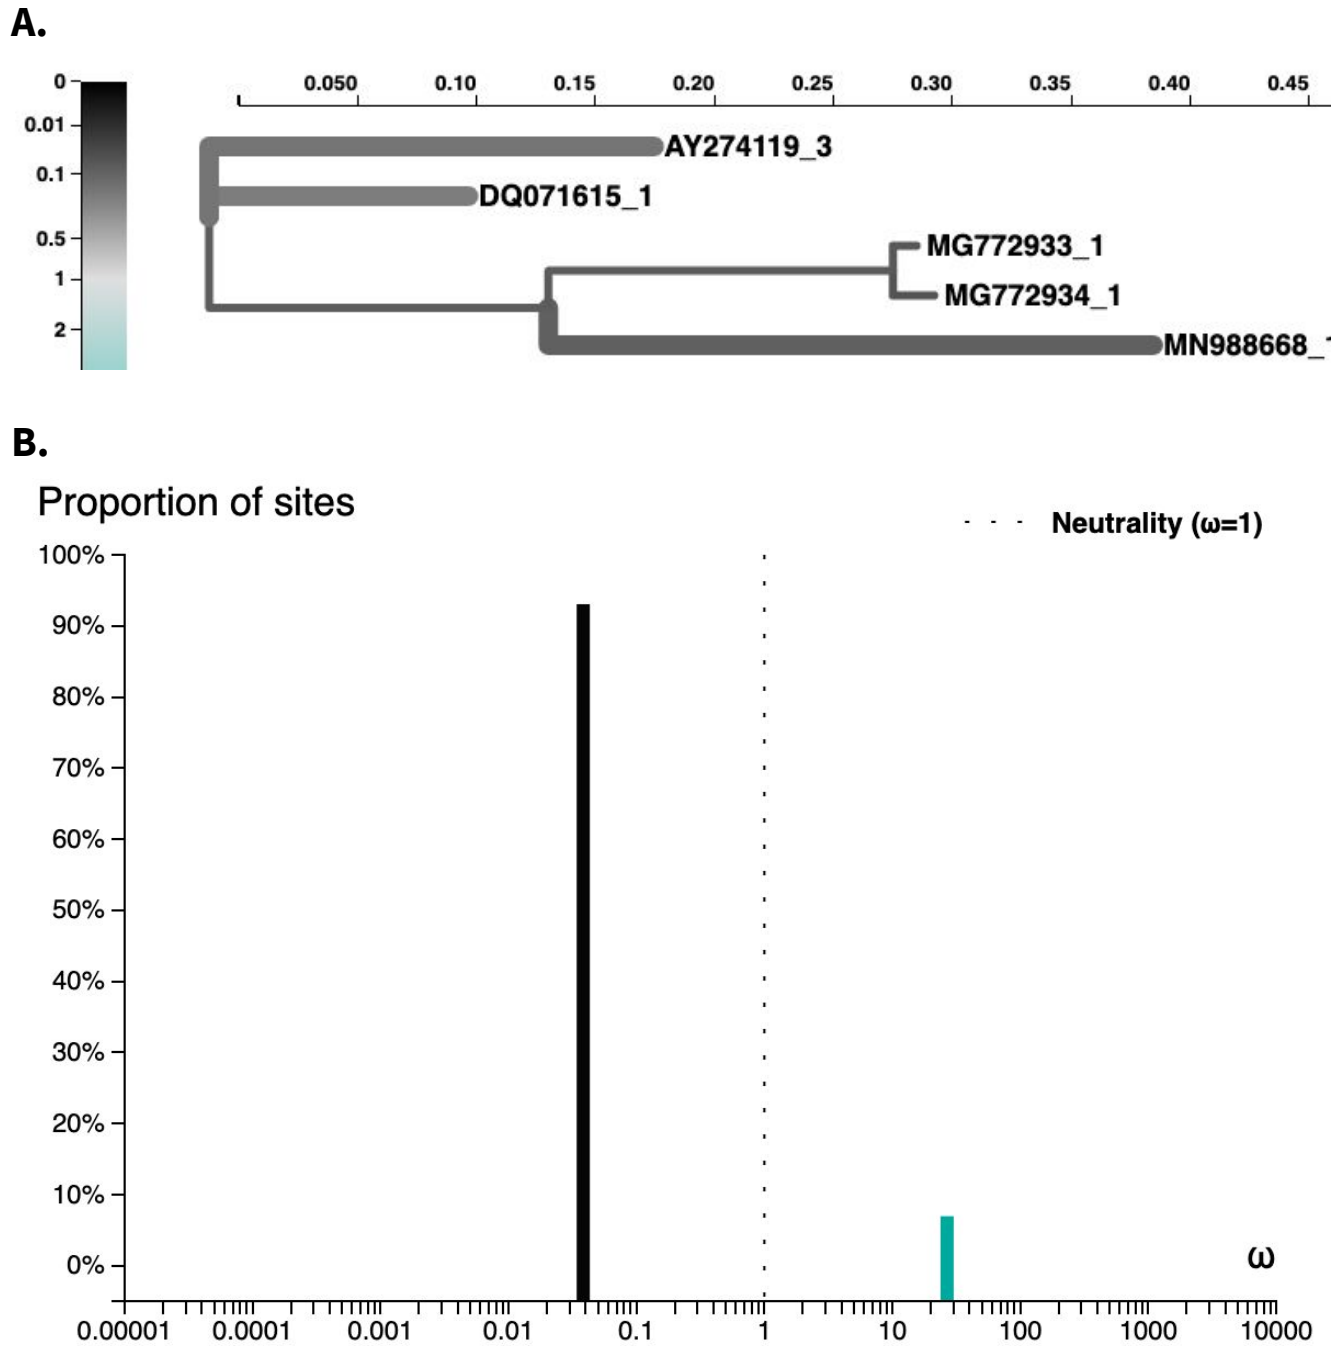 A.
0.050 0.10 0.15 0.20 0.25 0.30 0.35 0.40 0.45
0
0.01
0.1
0.5
1
2
AY274119_3
DQ071615_1
MG772933_1
MG772934_1
MN988668_1
B.
Proportion of sites
Neutrality (ω=1)
100%
90%
80%
70%
60%
50%
40%
30%
20%
10%
0%
ω
0.00001 0.0001 0.001 0.01 0.1 1 10 100 1000 10000